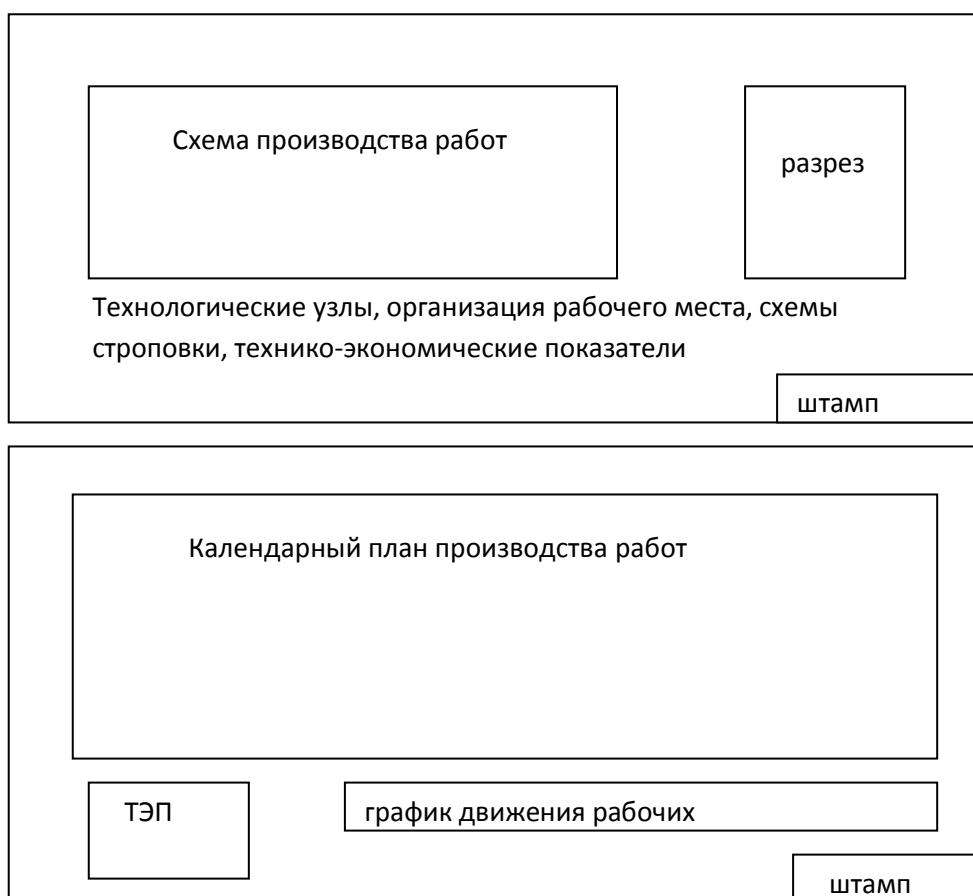 Схема производства работ
разрез
Технологические узлы, организация рабочего места, схемы
строповки, технико-экономические показатели
штамп
Календарный план производства работ
ТЭП
график движения рабочих
штамп